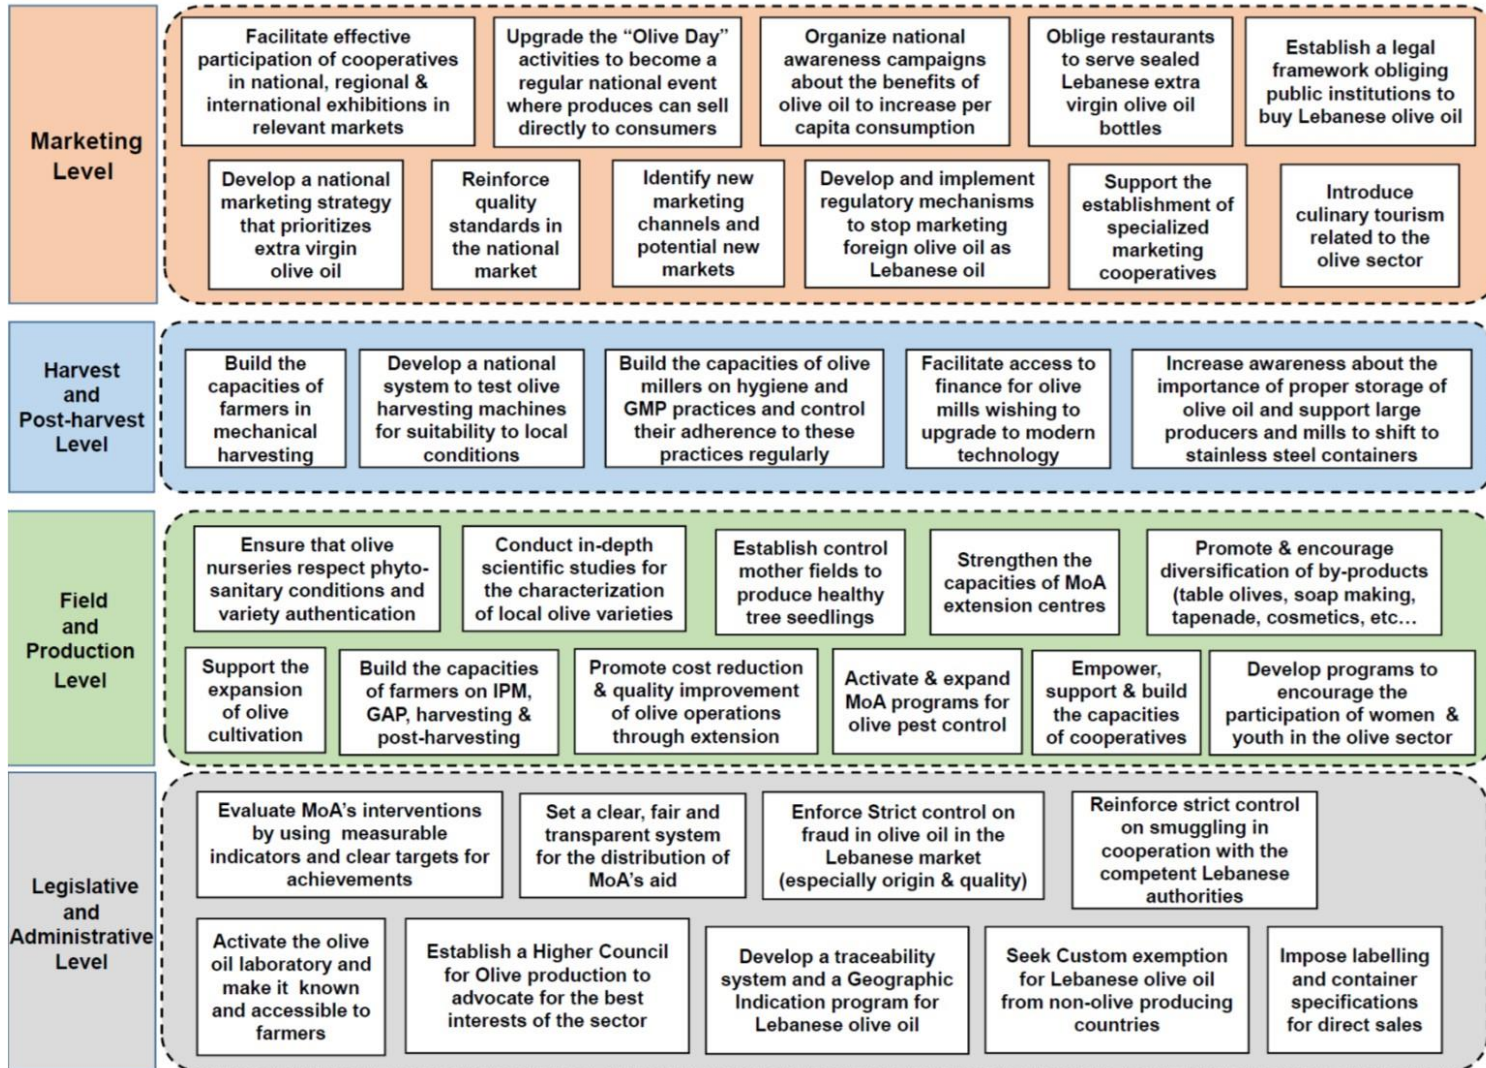 Marketing
Level
Facilitate effective
participation of cooperatives
in national, regional &
international exhibitions in
relevant markets
Upgrade the “Olive Day”
activities to become a
regular national event
where produces can sell
directly to consumers
Organize national
awareness campaigns
about the benefits of
olive oil to increase per
capita consumption
Oblige restaurants
to serve sealed
Lebanese extra
virgin olive oil
bottles
Establish a legal
framework obliging
public institutions to
buy Lebanese olive oil
Develop a national
marketing strategy
that prioritizes
extra virgin
olive oil
Reinforce
quality
standards in
the national
market
Identify new
marketing
channels and
potential new
markets
Develop and implement
regulatory mechanisms
to stop marketing
foreign olive oil as
Lebanese oil
Support the
establishment of
specialized
marketing
cooperatives
Introduce
culinary tourism
related to the
olive sector
Harvest
and
Post-harvest
Level
Build the
capacities of
farmers in
mechanical
harvesting
Develop a national
system to test olive
harvesting machines
for suitability to local
conditions
Build the capacities of olive
millers on hygiene and
GMP practices and control
their adherence to these
practices regularly
Facilitate access to
finance for olive
mills wishing to
upgrade to modern
technology
Increase awareness about the
importance of proper storage of
olive oil and support large
producers and mills to shift to
stainless steel containers
Field
and
Production
Level
Ensure that olive
nurseries respect phyto-
sanitary conditions and
variety authentication
Conduct in-depth
scientific studies for
the characterization
of local olive varieties
Establish control
mother fields to
produce healthy
tree seedlings
Strengthen the
capacities of MoA
extension centres
Promote & encourage
diversification of by-products
(table olives, soap making,
tapenade, cosmetics, etc…
Support the
expansion
of olive
cultivation
Build the capacities
of farmers on IPM,
GAP, harvesting &
post-harvesting
Promote cost reduction
& quality improvement
of olive operations
through extension
Activate & expand
MoA programs for
olive pest control
Empower,
support & build
the capacities
of cooperatives
Develop programs to
encourage the
participation of women &
youth in the olive sector
Legislative
and
Administrative
Level
Evaluate MoA’s interventions
by using measurable
indicators and clear targets for
achievements
Set a clear, fair and
transparent system
for the distribution of
MoA’s aid
Enforce Strict control on
fraud in olive oil in the
Lebanese market
(especially origin & quality)
Reinforce strict control
on smuggling in
cooperation with the
competent Lebanese
authorities
Activate the olive
oil laboratory and
make it known
and accessible to
farmers
Establish a Higher Council
for Olive production to
advocate for the best
interests of the sector
Develop a traceability
system and a Geographic
Indication program for
Lebanese olive oil
Seek Custom exemption
for Lebanese olive oil
from non-olive producing
countries
Impose labelling
and container
specifications
for direct sales